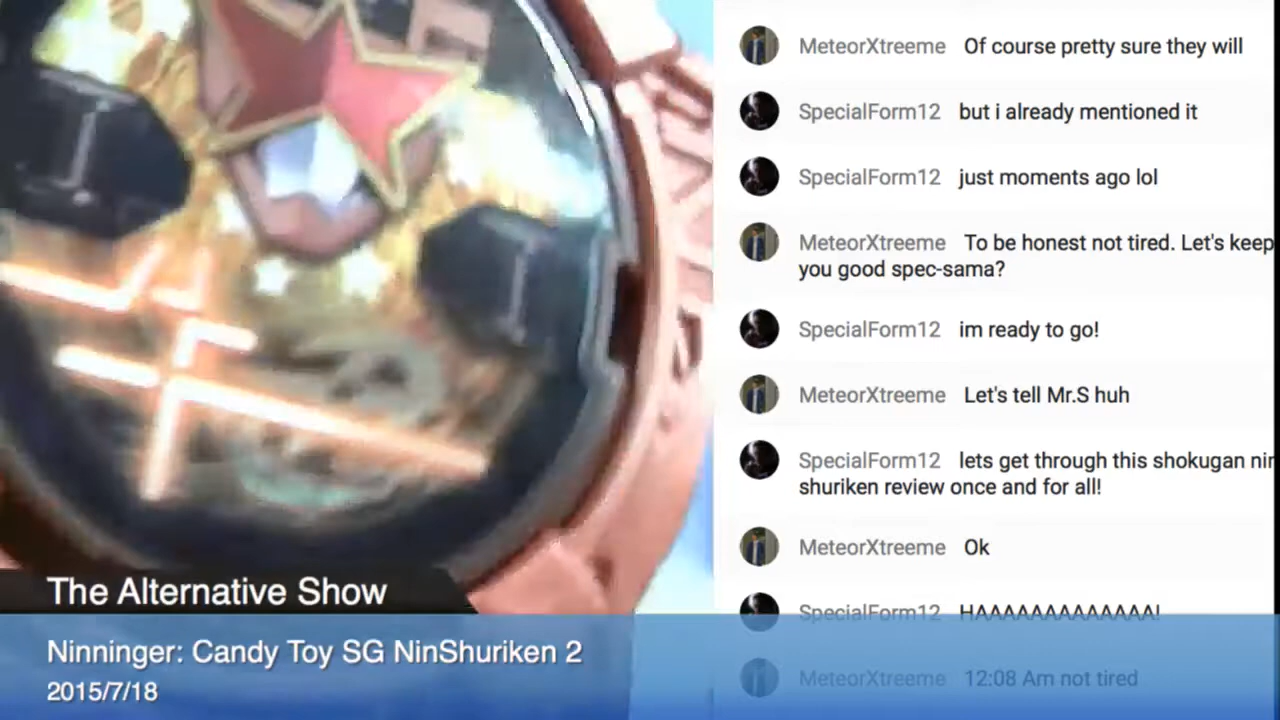 MeteorXtreeme Of course pretty sure they will
SpecialForm12 but i already mentioned it
SpecialForm12 just moments ago lol
MeteorXtreeme To be honest not tired. Let's keep
you good spec-sama?
SpecialForm12 im ready to go!
MeteorXtreeme Let's tell Mr.S huh
SpecialForm12 lets get through this shokugan nin
shuriken review once and for all!
MeteorXtreeme Ok
SpecialForm12 HAAAAAAAAAAAAA!
MeteorXtreeme 12:08 Am not tired
The Alternative Show
Ninninger: Candy Toy SG NinShuriken 2
2015/7/18